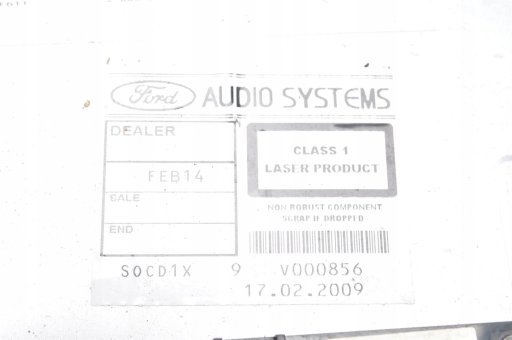 Ford AUDIO SYSTEMS
DEALER
FEB14
SALE
END
CLASS 1
LASER PRODUCT
NON ROBUST COMPONENT
SCRAP IF DROPPED
SOCD1X 9 V000856
17.02.2009